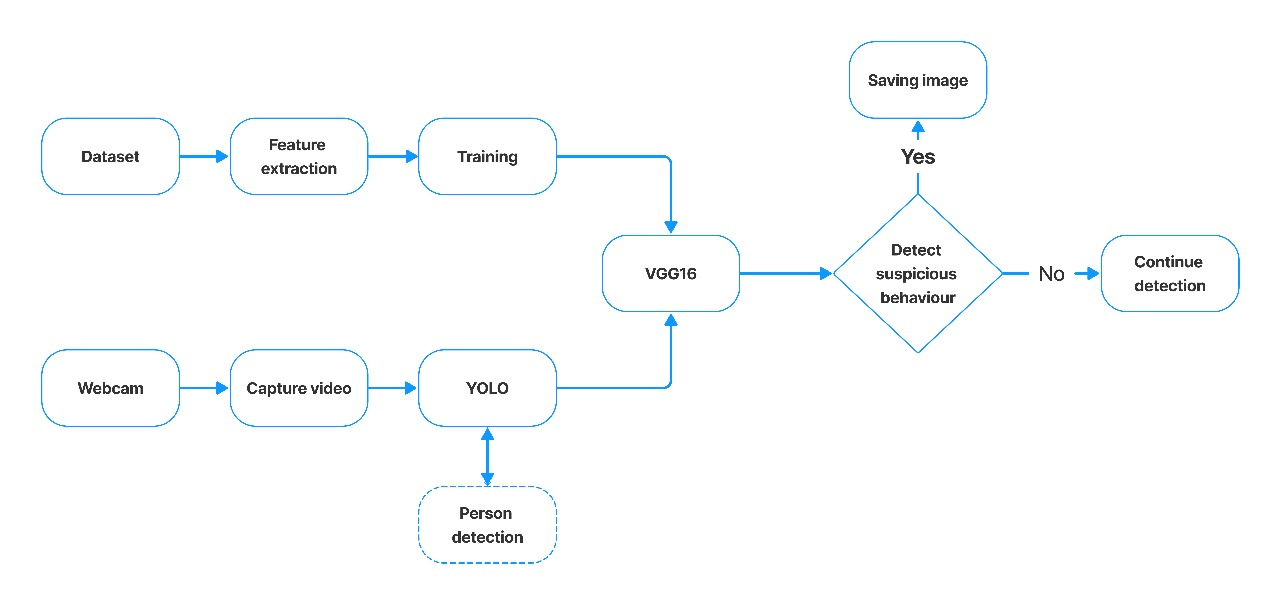 Saving image
Dataset
Feature
extraction
Training
Yes
VGG16
Detect
suspicious
behaviour
No
Continue
detection
Webcam
Capture video
YOLO
Person
detection